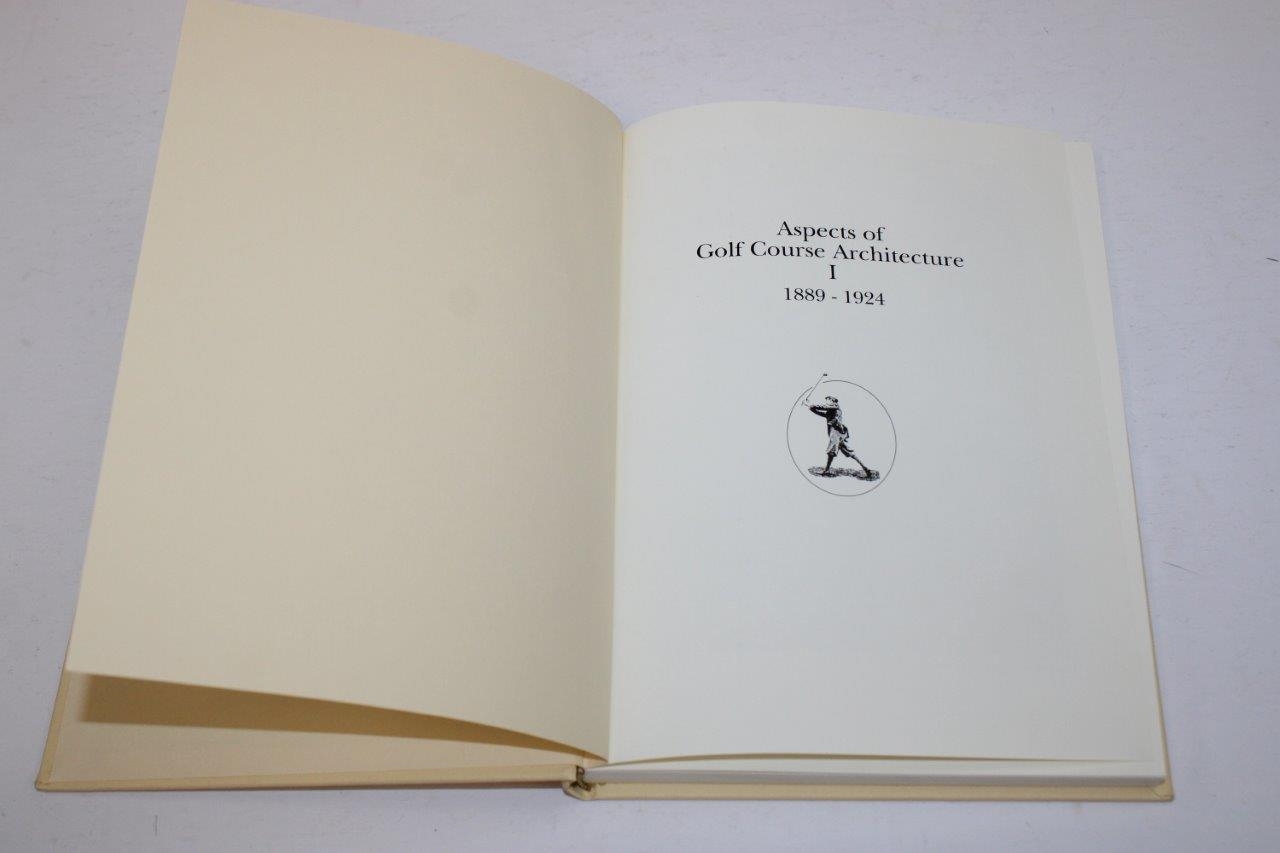 Aspects of
Golf Course Architecture
I
1889 - 1924